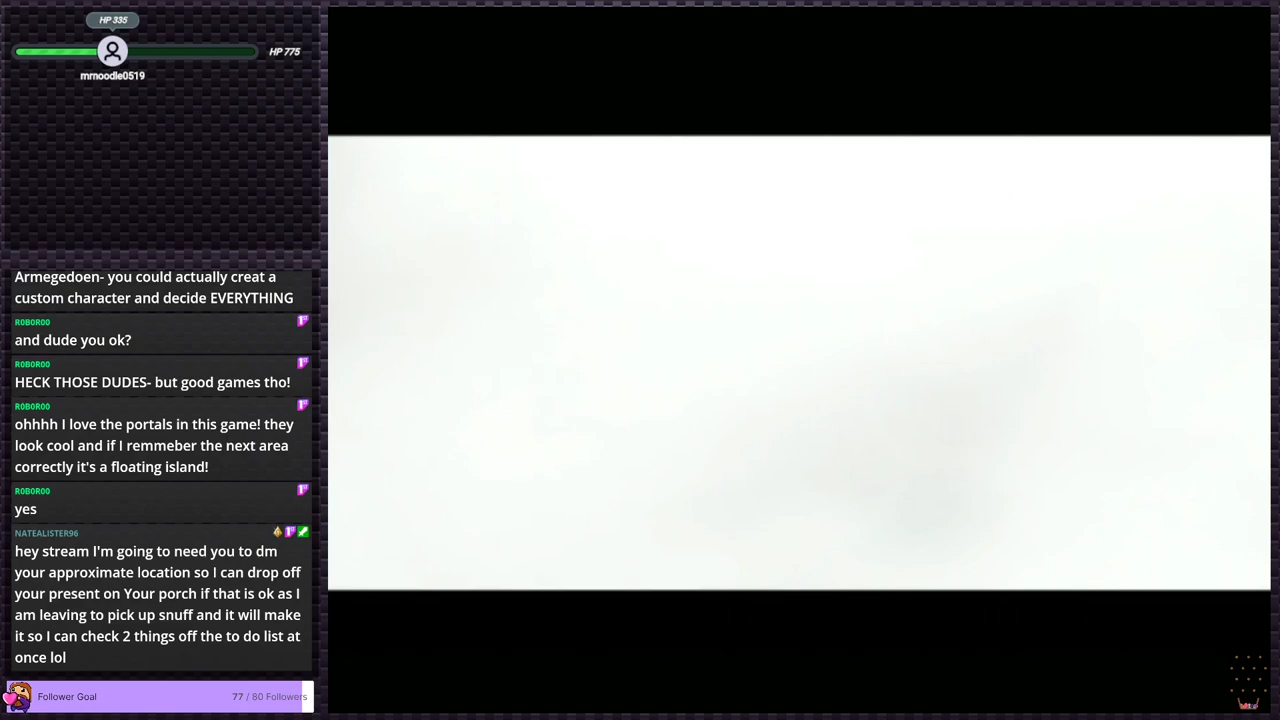 HP 335
HP 775
mrnoodle0519
Armegedoen- you could actually creat a
custom character and decide EVERYTHING
R0B0R00
and dude you ok?
R0B0R00
HECK THOSE DUDES- but good games tho!
R0B0R00
ohhhh I love the portals in this game! they
look cool and if I remmeber the next area
correctly it's a floating island!
R0B0R00
yes
NATEALISTER96
hey stream I'm going to need you to dm
your approximate location so I can drop off
your present on Your porch if that is ok as I
am leaving to pick up snuff and it will make
it so I can check 2 things off the to do list at
once lol
Follower Goal
77 / 80 Followers